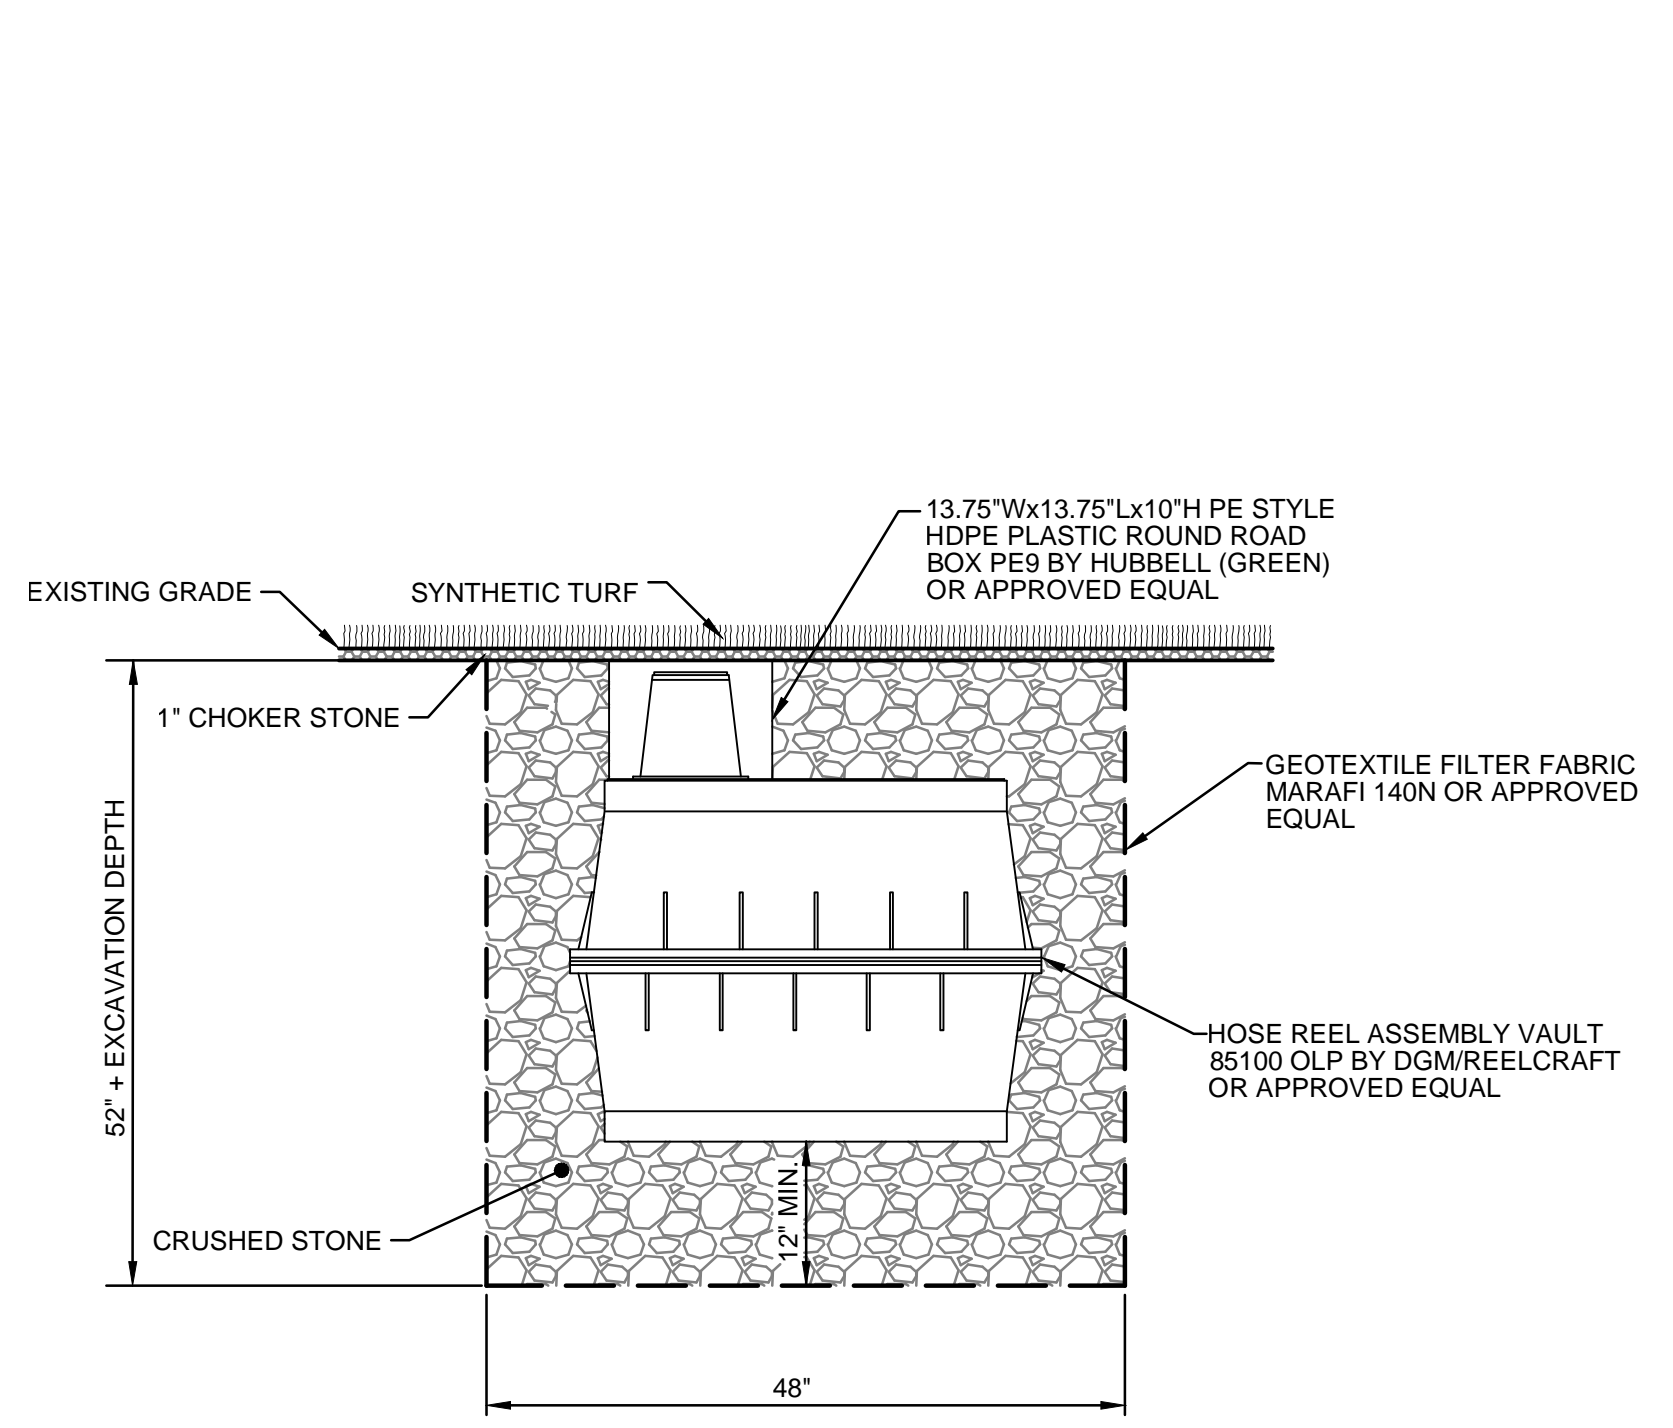 13.75"Wx13.75"Lx10"H PE STYLE
HDPE PLASTIC ROUND ROAD
BOX PE9 BY HUBBELL (GREEN)
OR APPROVED EQUAL
EXISTING GRADE
SYNTHETIC TURF
1" CHOKER STONE
GEOTEXTILE FILTER FABRIC
MARAFI 140N OR APPROVED
EQUAL
52" + EXCAVATION DEPTH
HOSE REEL ASSEMBLY VAULT
85100 OLP BY DGM/REELCRAFT
OR APPROVED EQUAL
12" MIN.
CRUSHED STONE
48"